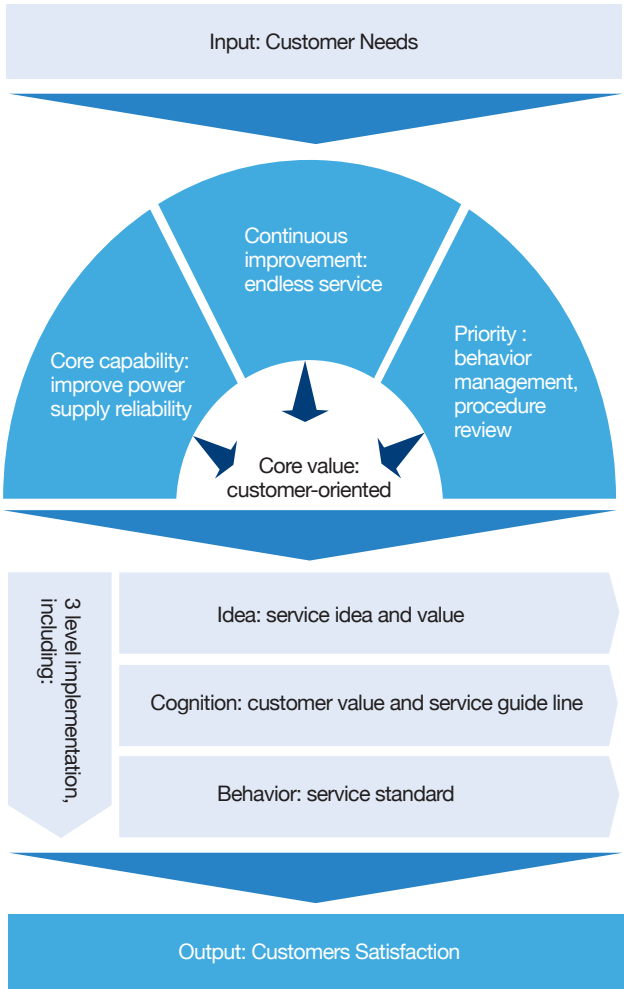 Input: Customer Needs
Continuous
improvement:
endless service
Core capability:
improve power
supply reliability
Priority :
behavior
management,
procedure
review
Core value:
customer-oriented
3 level implementation,
including:
Idea: service idea and value
Cognition: customer value and service guide line
Behavior: service standard
Output: Customers Satisfaction